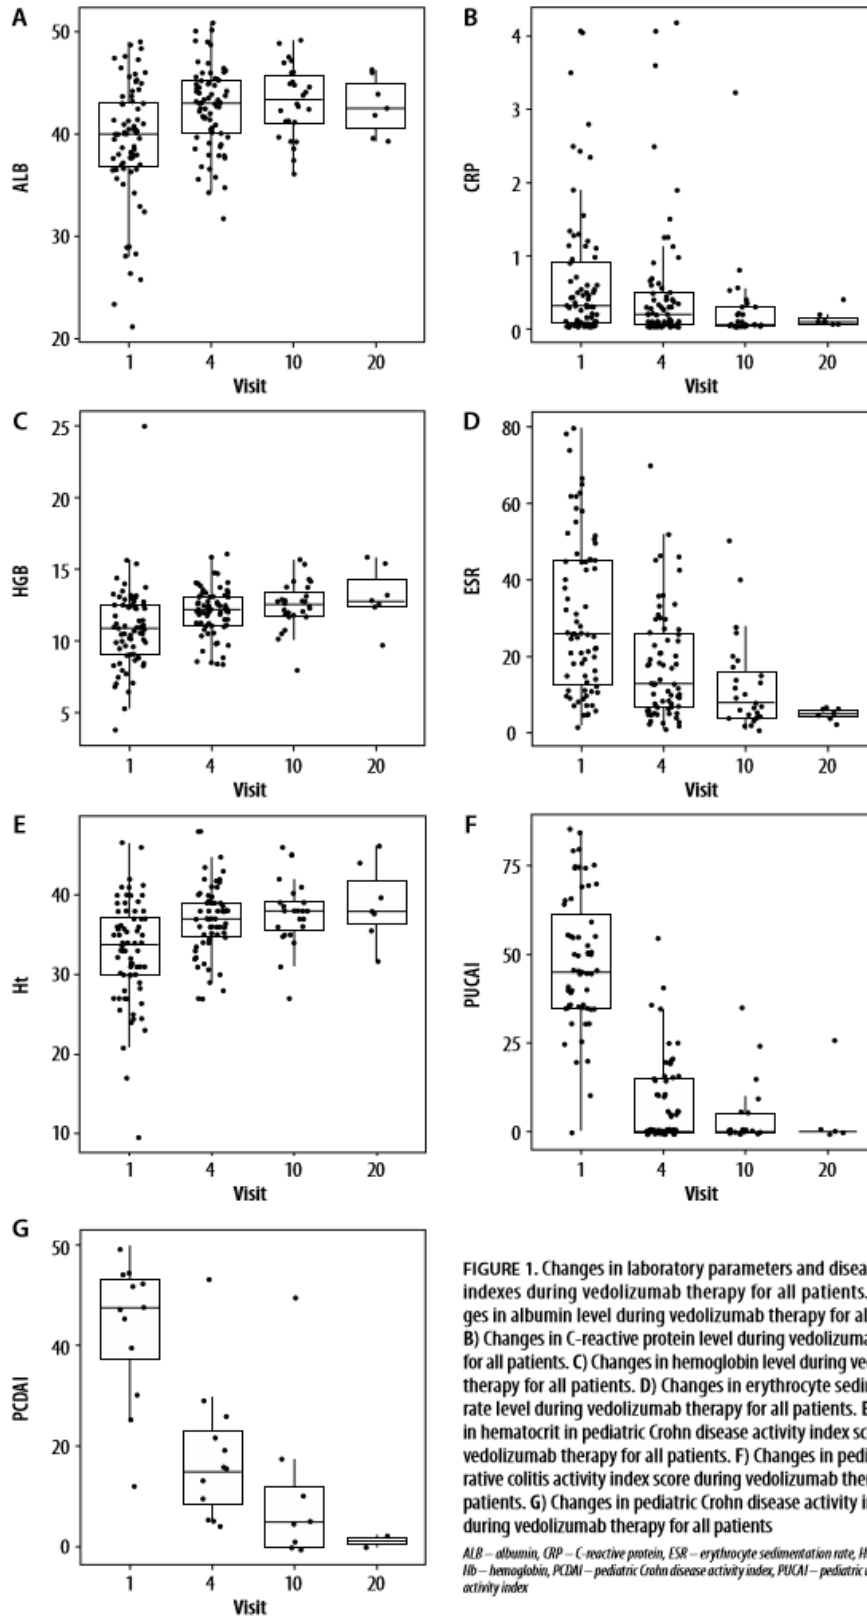 A
ALB
50
40
30
20
1 4 10 20
Visit
B
CRP
4
3
2
1
0
1 4 10 20
Visit
C
HGB
25
20
15
10
5
1 4 10 20
Visit
D
ESR
80
60
40
20
0
1 4 10 20
Visit
E
Ht
40
30
20
10
1 4 10 20
Visit
F
PUCAI
75
50
25
0
1 4 10 20
Visit
G
PCDAI
50
40
20
0
1 4 10 20
Visit
FIGURE 1. Changes in laboratory parameters and disea
indexes during vedolizumab therapy for all patients.
ges in albumin level during vedolizumab therapy for al
B) Changes in C-reactive protein level during vedolizuma
for all patients. C) Changes in hemoglobin level during ve
therapy for all patients. D) Changes in erythrocyte sedi
rate level during vedolizumab therapy for all patients. E
in hematocrit in pediatric Crohn disease activity index sc
vedolizumab therapy for all patients. F) Changes in pedi
rative colitis activity index score during vedolizumab the
patients. G) Changes in pediatric Crohn disease activity i
during vedolizumab therapy for all patients
ALB – albumin, CRP – C-reactive protein, ESR – erythrocyte sedimentation rate, H
Hb – hemoglobin, PCDAI – pediatric Crohn disease activity index, PUCAI – pediatric u
activity index